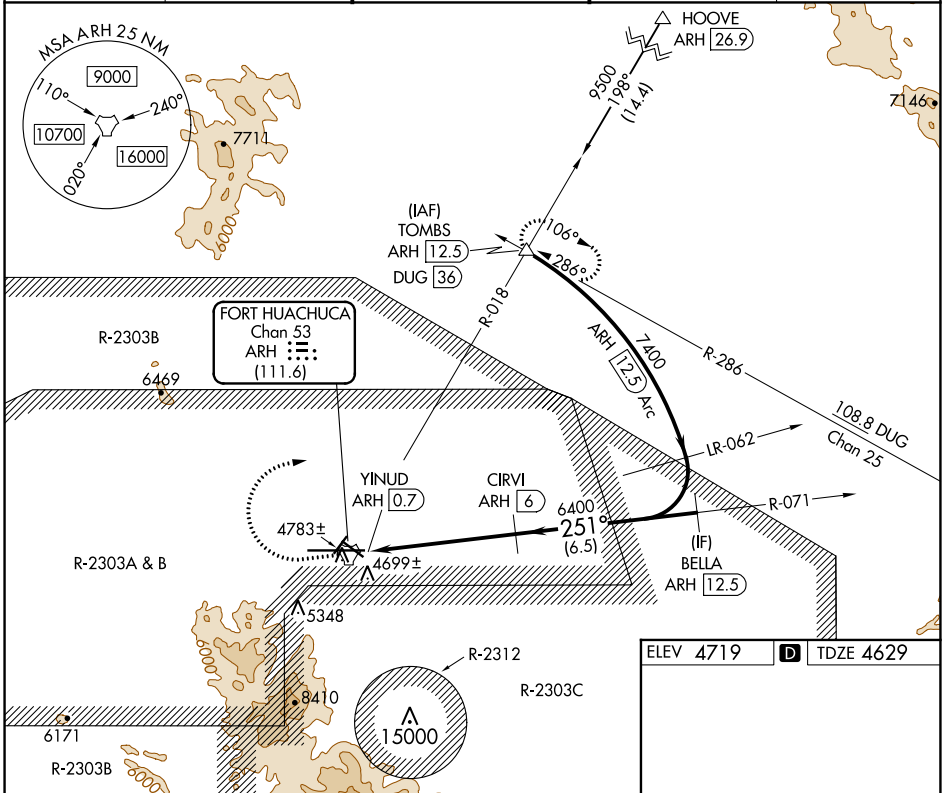 MSA ARH 25 NM
9000
110°
240°
10700
16000
020°
7711
6000
HOOVE
ARH 26.9
9500
198°
(14.4)
7146
(IAF)
TOMBS
ARH 12.5
DUG 36
106°
286°
R-018
7400
ARH 12.5 Arc
R-286
108.8 DUG
Chan 25
FORT HUACHUCA
Chan 53
ARH
(111.6)
R-2303B
6469
LR-062
R-071
YINUD
ARH 0.7
CIRVI
ARH 6
6400
251°
(6.5)
(IF)
BELLA
ARH 12.5
4783±
4699±
R-2303A & B
5348
6000
R-2312
R-2303C
8410
15000
6171
R-2303B
6000
ELEV 4719 D TDZE 4629